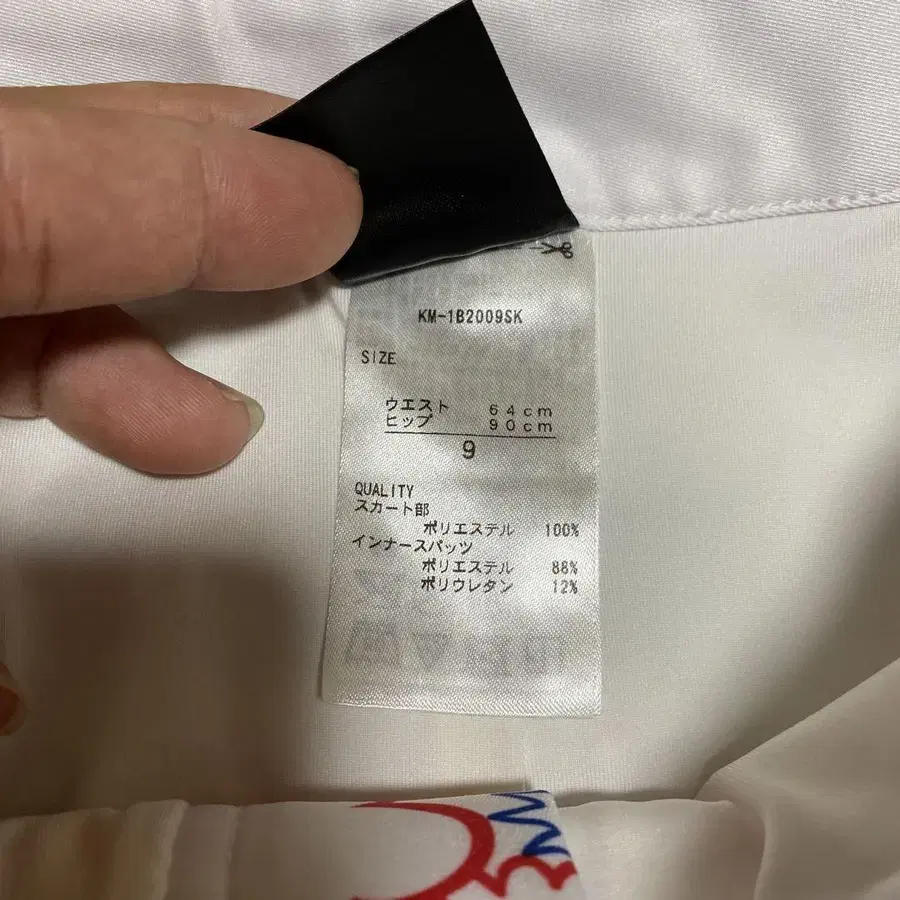 KM-1B2009SK
SIZE
ウエスト 64cm
ヒップ 90cm
9
QUALITY
スカート部
ポリエステル 100%
インナースパッツ
ポリエステル 88%
ポリウレタン 12%